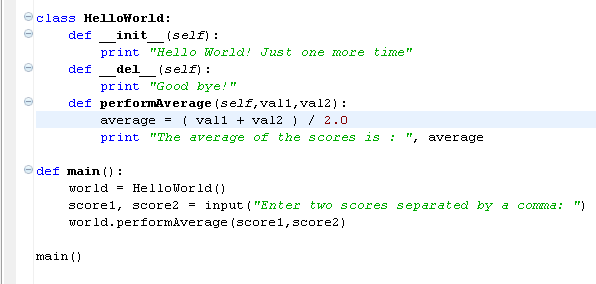 class HelloWorld:
    def __init__(self):
        print "Hello World! Just one more time"
    def __del__(self):
        print "Good bye!"
    def performAverage(self,val1,val2):
        average = ( val1 + val2 ) / 2.0
        print "The average of the scores is : ", average
def main():
    world = HelloWorld()
    score1, score2 = input("Enter two scores separated by a comma: ")
    world.performAverage(score1,score2)
main()